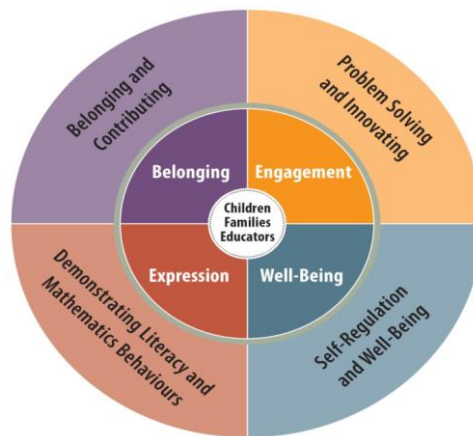 Belonging and
Contributing
Problem Solving
and Innovating
Belonging
Engagement
Children
Families
Educators
Expression
Well-Being
Demonstrating Literacy and
Mathematics Behaviours
Self-Regulation
and Well-Being